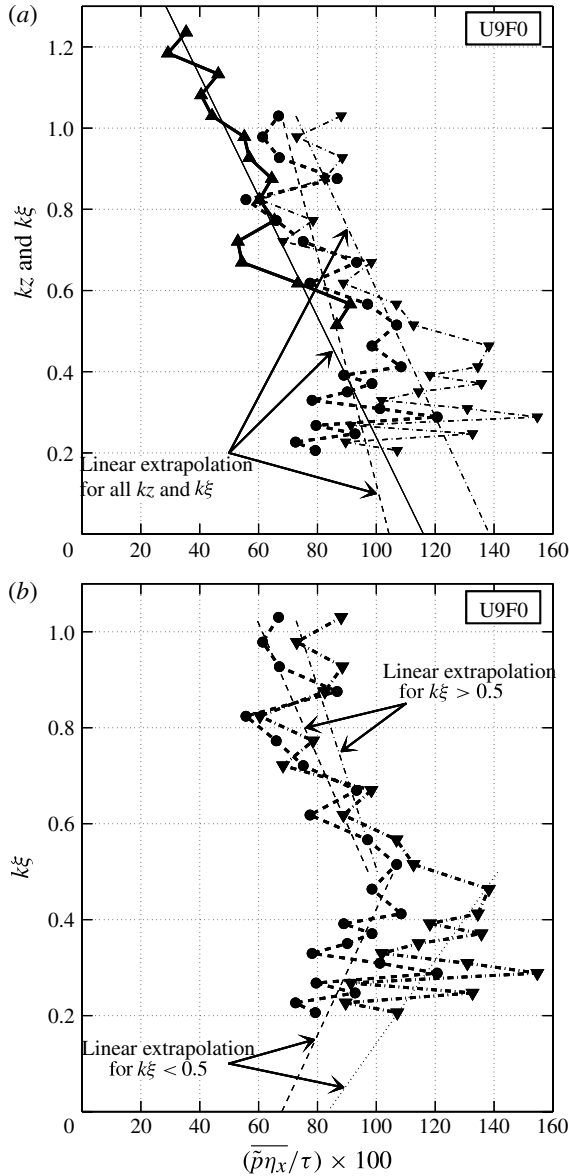 (a)
U9F0
1.2
1.0
0.8
0.6
0.4
0.2
0
kz and kξ
Linear extrapolation
for all kz and kξ
20 40 60 80 100 120 140 160
(b)
U9F0
1.0
0.8
0.6
0.4
0.2
0
kξ
Linear extrapolation
for kξ > 0.5
Linear extrapolation
for kξ < 0.5
20 40 60 80 100 120 140 160
(\overline{p̃η_x}/τ) × 100